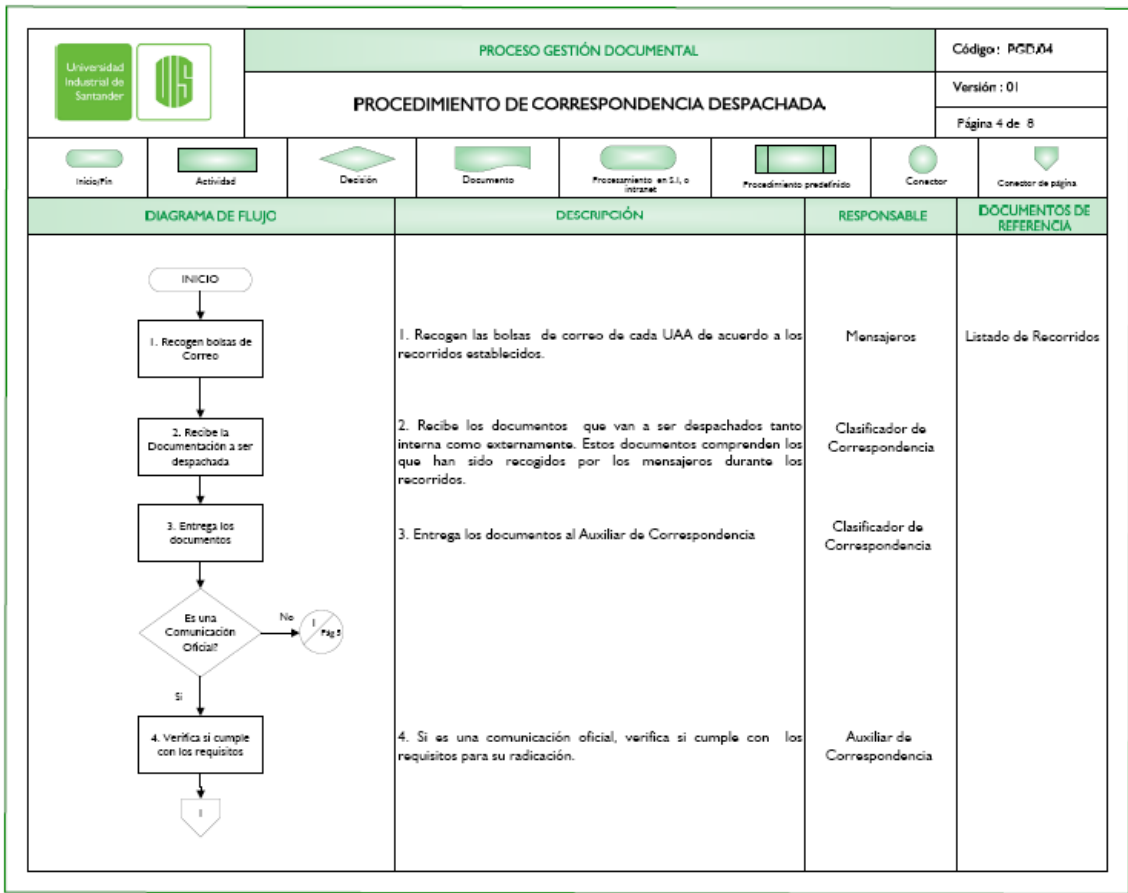 Universidad
Industrial de
Santander
UIS
PROCESO GESTIÓN DOCUMENTAL
Código : PGD.04
Versión : 01
PROCEDIMIENTO DE CORRESPONDENCIA DESPACHADA
Página 4 de 8
Inicio/Fin
Actividad
Decisión
Documento
Procesamiento en S.I, o
intranet
Procedimiento predefinido
Conector
Conector de página
DIAGRAMA DE FLUJO
DESCRIPCIÓN
RESPONSABLE
DOCUMENTOS DE
REFERENCIA
INICIO
1. Recogen bolsas de
Correo
1. Recogen las bolsas de correo de cada UAA de acuerdo a los
recorridos establecidos.
Mensajeros
Listado de Recorridos
2. Recibe la
Documentación a ser
despachada
2. Recibe los documentos que van a ser despachados tanto
interna como externamente. Estos documentos comprenden los
que han sido recogidos por los mensajeros durante los
recorridos.
Clasificador de
Correspondencia
3. Entrega los
documentos
3. Entrega los documentos al Auxiliar de Correspondencia
Clasificador de
Correspondencia
Es una
Comunicación
Oficial?
No
1
Pág 5
Si
4. Verifica si cumple
con los requisitos
4. Si es una comunicación oficial, verifica si cumple con los
requisitos para su radicación.
Auxiliar de
Correspondencia
1